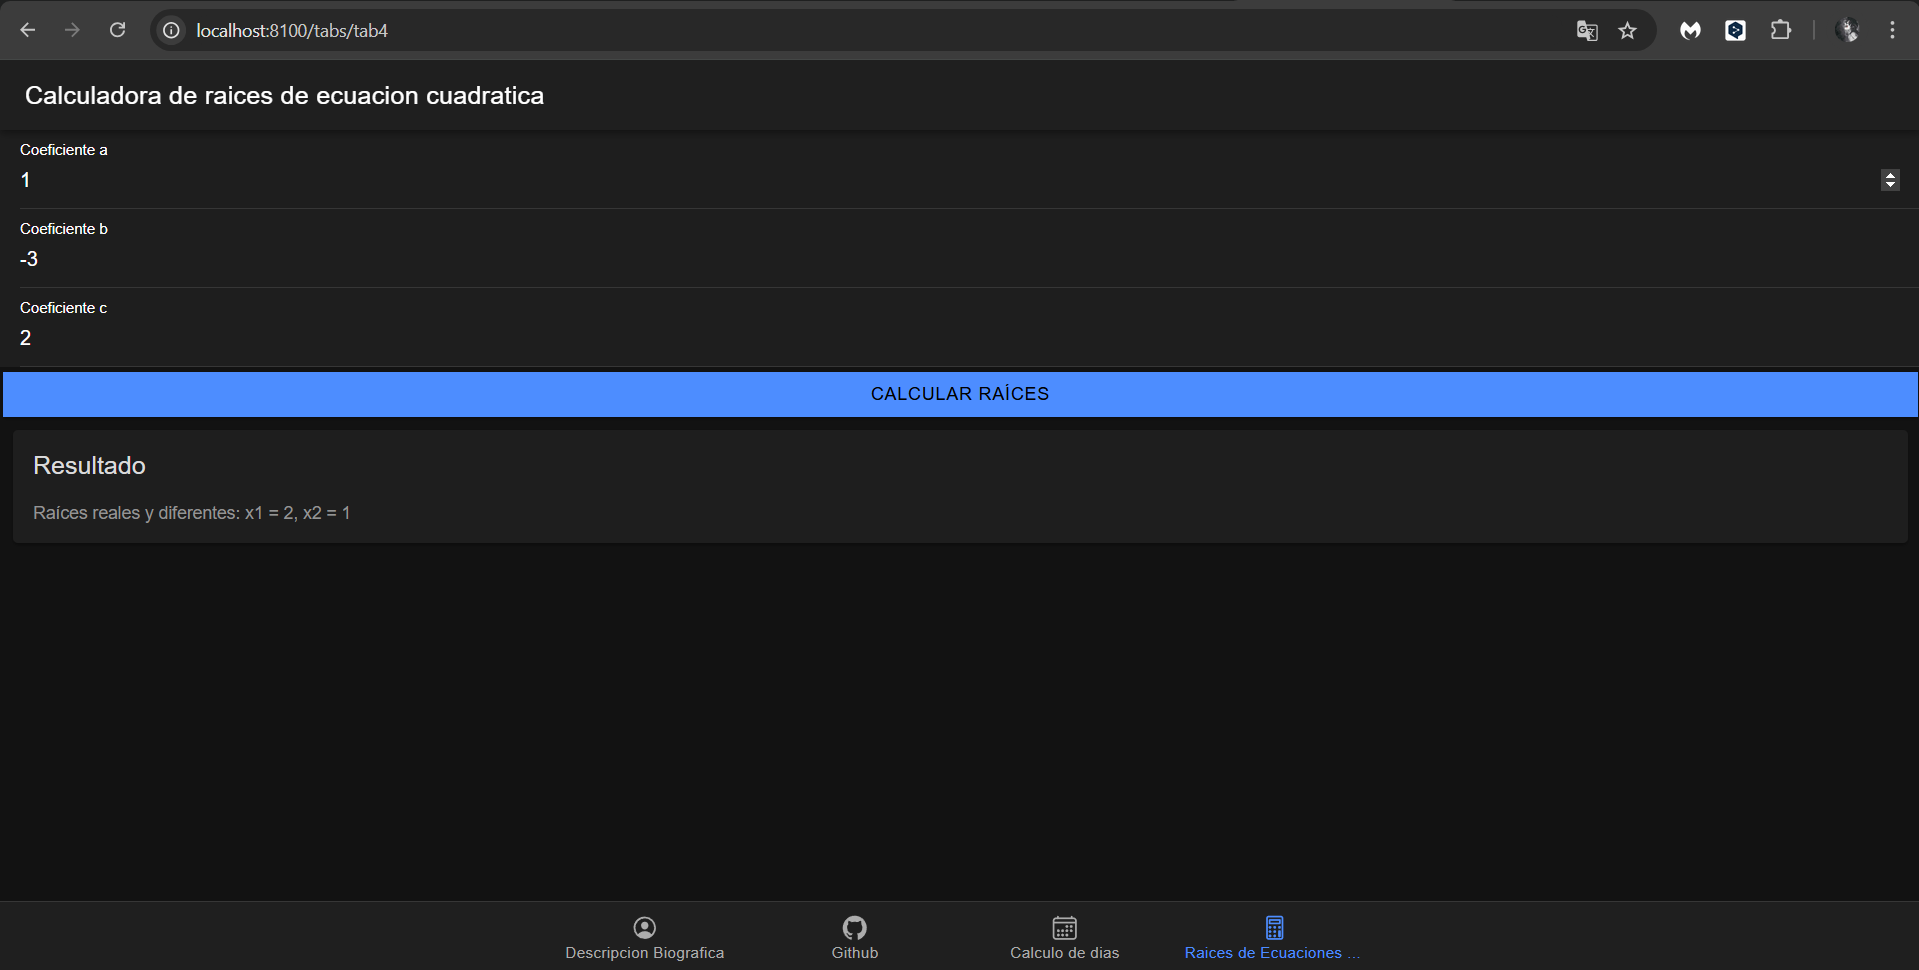 localhost:8100/tabs/tab4
Calculadora de raices de ecuacion cuadratica
Coeficiente a
1
Coeficiente b
-3
Coeficiente c
2
CALCULAR RAÍCES
Resultado
Raíces reales y diferentes: x1 = 2, x2 = 1
Descripcion Biografica
Github
Calculo de dias
Raices de Ecuaciones ...